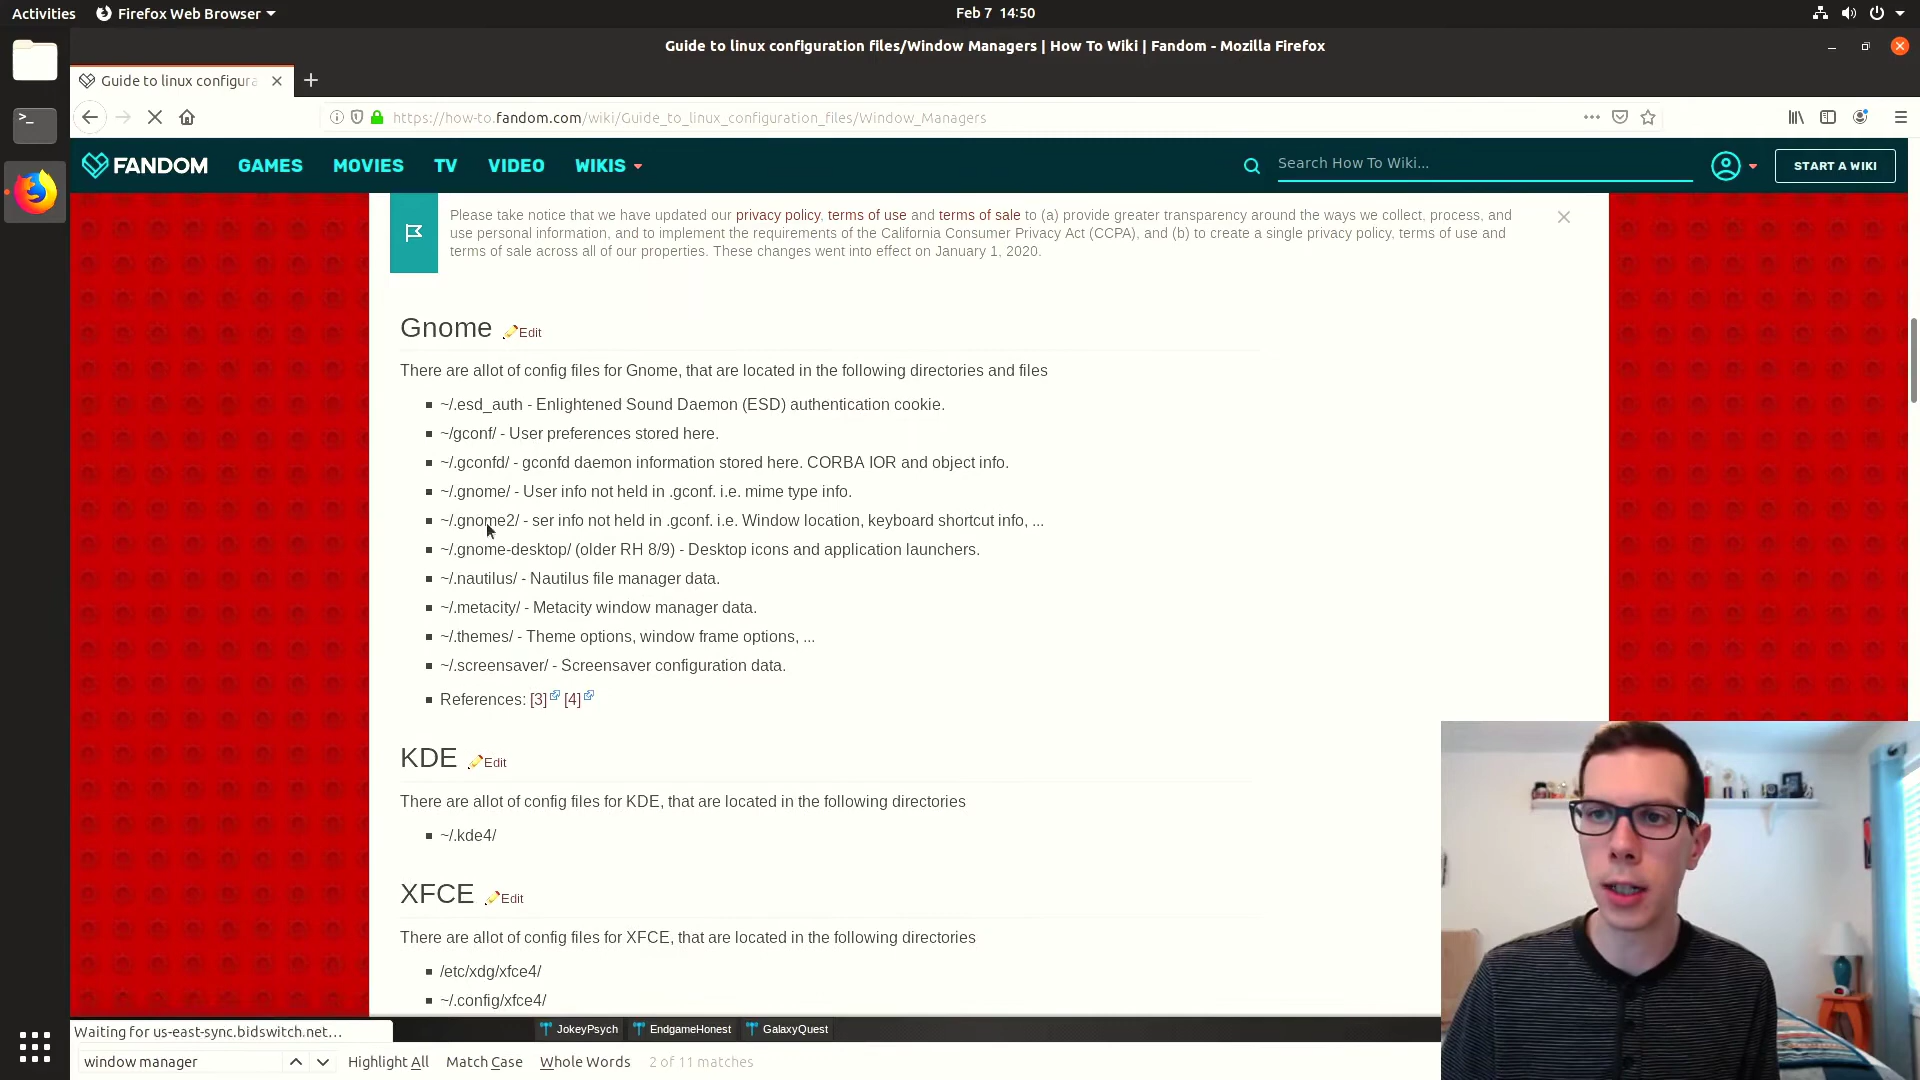 Activities
Firefox Web Browser
Feb 7 14:50
Guide to linux configuration files/Window Managers | How To Wiki | Fandom - Mozilla Firefox
Guide to linux configura
https://how-to.fandom.com/wiki/Guide_to_linux_configuration_files/Window_Managers
FANDOM
GAMES
MOVIES
TV
VIDEO
WIKIS
Search How To Wiki...
START A WIKI
Please take notice that we have updated our privacy policy, terms of use and terms of sale to (a) provide greater transparency around the ways we collect, process, and
use personal information, and to implement the requirements of the California Consumer Privacy Act (CCPA), and (b) to create a single privacy policy, terms of use and
terms of sale across all of our properties. These changes went into effect on January 1, 2020.
Gnome Edit
There are allot of config files for Gnome, that are located in the following directories and files
~/.esd_auth - Enlightened Sound Daemon (ESD) authentication cookie.
~/gconf/ - User preferences stored here.
~/.gconfd/ - gconfd daemon information stored here. CORBA IOR and object info.
~/.gnome/ - User info not held in .gconf. i.e. mime type info.
~/.gnome2/ - ser info not held in .gconf. i.e. Window location, keyboard shortcut info, ...
~/.gnome-desktop/ (older RH 8/9) - Desktop icons and application launchers.
~/.nautilus/ - Nautilus file manager data.
~/.metacity/ - Metacity window manager data.
~/.themes/ - Theme options, window frame options, ...
~/.screensaver/ - Screensaver configuration data.
References: [3] [4]
KDE Edit
There are allot of config files for KDE, that are located in the following directories
~/.kde4/
XFCE Edit
There are allot of config files for XFCE, that are located in the following directories
/etc/xdg/xfce4/
~/.config/xfce4/
Waiting for us-east-sync.bidswitch.net...
JokeyPsych
EndgameHonest
GalaxyQuest
window manager
Highlight All
Match Case
Whole Words
2 of 11 matches